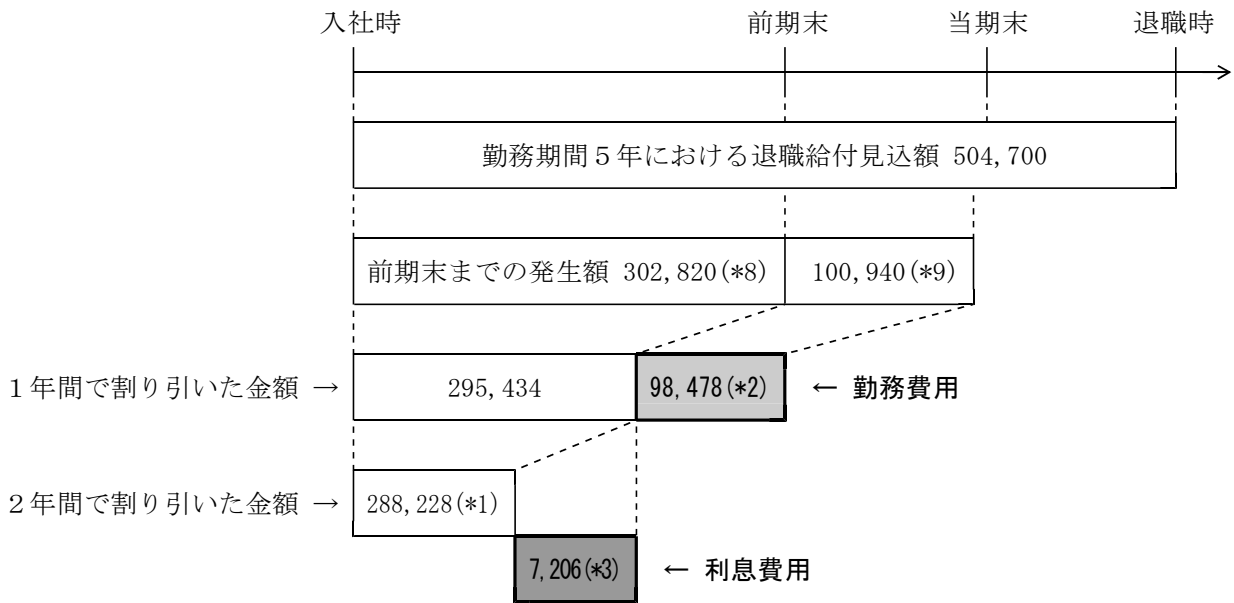 入社時 前期末 当期末 退職時
勤務期間５年における退職給付見込額 504,700
前期末までの発生額 302,820(*8) 100,940(*9)
１年間で割り引いた金額 → 295,434 98,478(*2) ← 勤務費用
２年間で割り引いた金額 → 288,228(*1)
7,206(*3) ← 利息費用